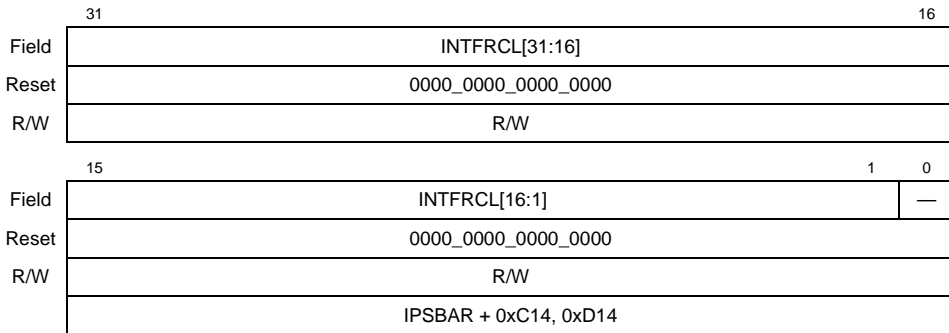 31 16
Field INTFRCL[31:16]
Reset 0000_0000_0000_0000
R/W R/W
15 1 0
Field INTFRCL[16:1] —
Reset 0000_0000_0000_0000
R/W R/W
IPSBAR + 0xC14, 0xD14